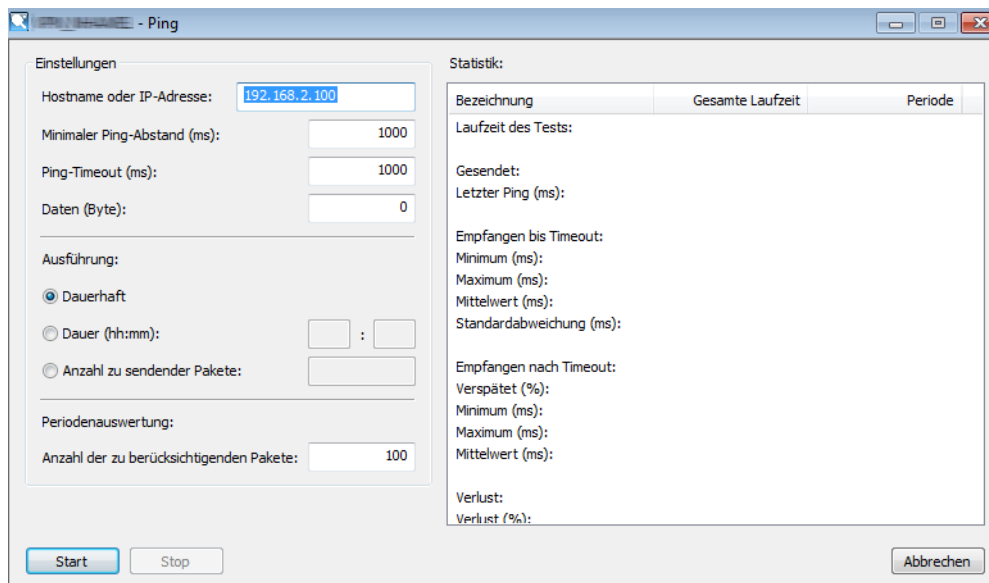 - Ping
Einstellungen
Hostname oder IP-Adresse: 192.168.2.100
Minimaler Ping-Abstand (ms): 1000
Ping-Timeout (ms): 1000
Daten (Byte): 0
Ausführung:
Dauerhaft
Dauer (hh:mm): :
Anzahl zu sendender Pakete:
Periodenauswertung:
Anzahl der zu berücksichtigenden Pakete: 100
Statistik:
Bezeichnung Gesamte Laufzeit Periode
Laufzeit des Tests:
Gesendet:
Letzter Ping (ms):
Empfangen bis Timeout:
Minimum (ms):
Maximum (ms):
Mittelwert (ms):
Standardabweichung (ms):
Empfangen nach Timeout:
Verspätet (%):
Minimum (ms):
Maximum (ms):
Mittelwert (ms):
Verlust:
Verlust (%):
Start Stop Abbrechen